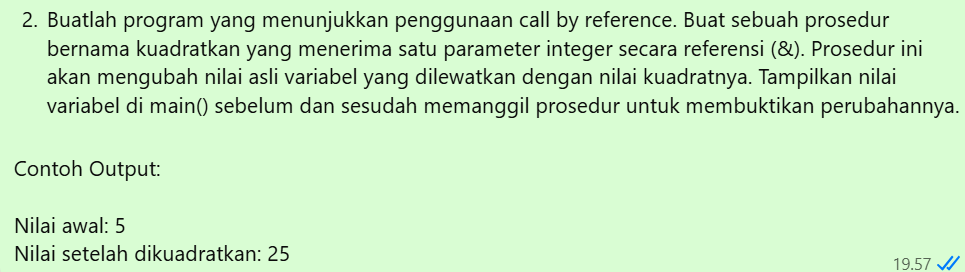 2. Buatlah program yang menunjukkan penggunaan call by reference. Buat sebuah prosedur
bernama kuadratkan yang menerima satu parameter integer secara referensi (&). Prosedur ini
akan mengubah nilai asli variabel yang dilewatkan dengan nilai kuadratnya. Tampilkan nilai
variabel di main() sebelum dan sesudah memanggil prosedur untuk membuktikan perubahannya.
Contoh Output:
Nilai awal: 5
Nilai setelah dikuadratkan: 25
19.57